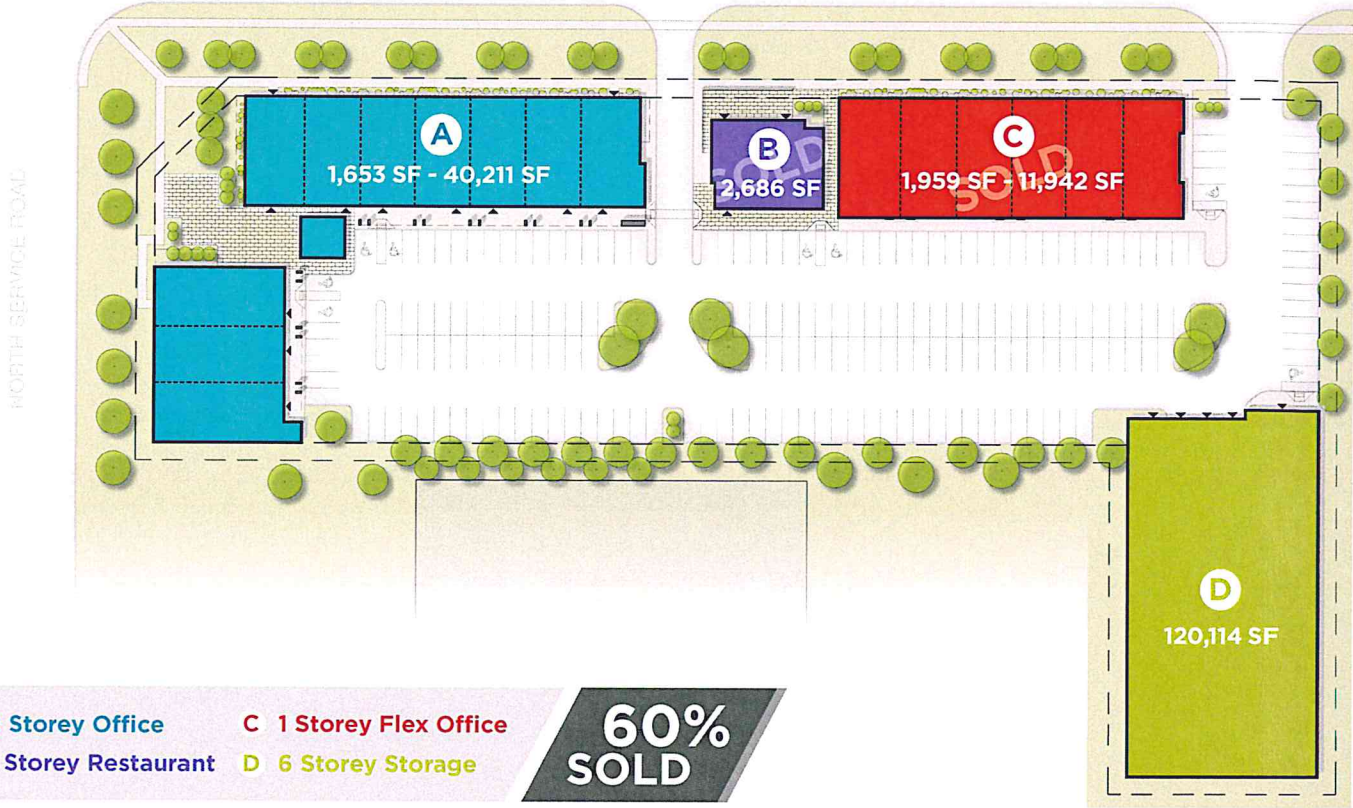 NORTH SERVICE ROAD
A
1,653 SF - 40,211 SF
B
SOLD
2,686 SF
C
1,959 SF - 11,942 SF
SOLD
D
120,114 SF
Storey Office
C 1 Storey Flex Office
Storey Restaurant
D 6 Storey Storage
60%
SOLD